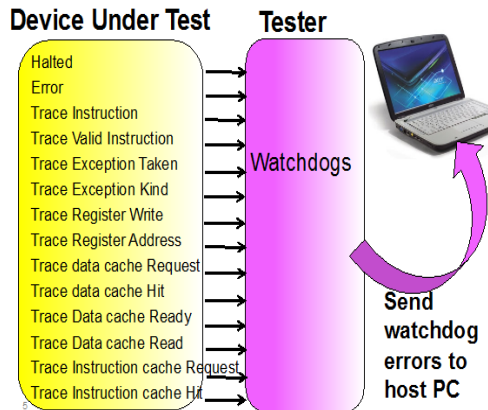 Device Under Test
Tester
Halted
Error
Trace Instruction
Trace Valid Instruction
Trace Exception Taken
Trace Exception Kind
Trace Register Write
Trace Register Address
Trace data cache Request
Trace data cache Hit
Trace Data cache Ready
Trace Data cache Read
Trace Instruction cache Request
Trace Instruction cache Hit
Watchdogs
Send
watchdog
errors to
host PC
5